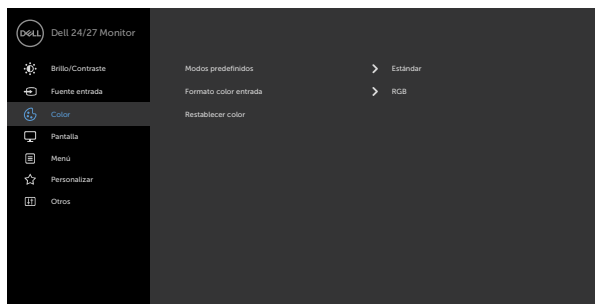 DELL Dell 24/27 Monitor
Brillo/Contraste Modos predefinidos Estándar
Fuente entrada Formato color entrada RGB
Color Restablecer color
Pantalla
Menú
Personalizar
Otros